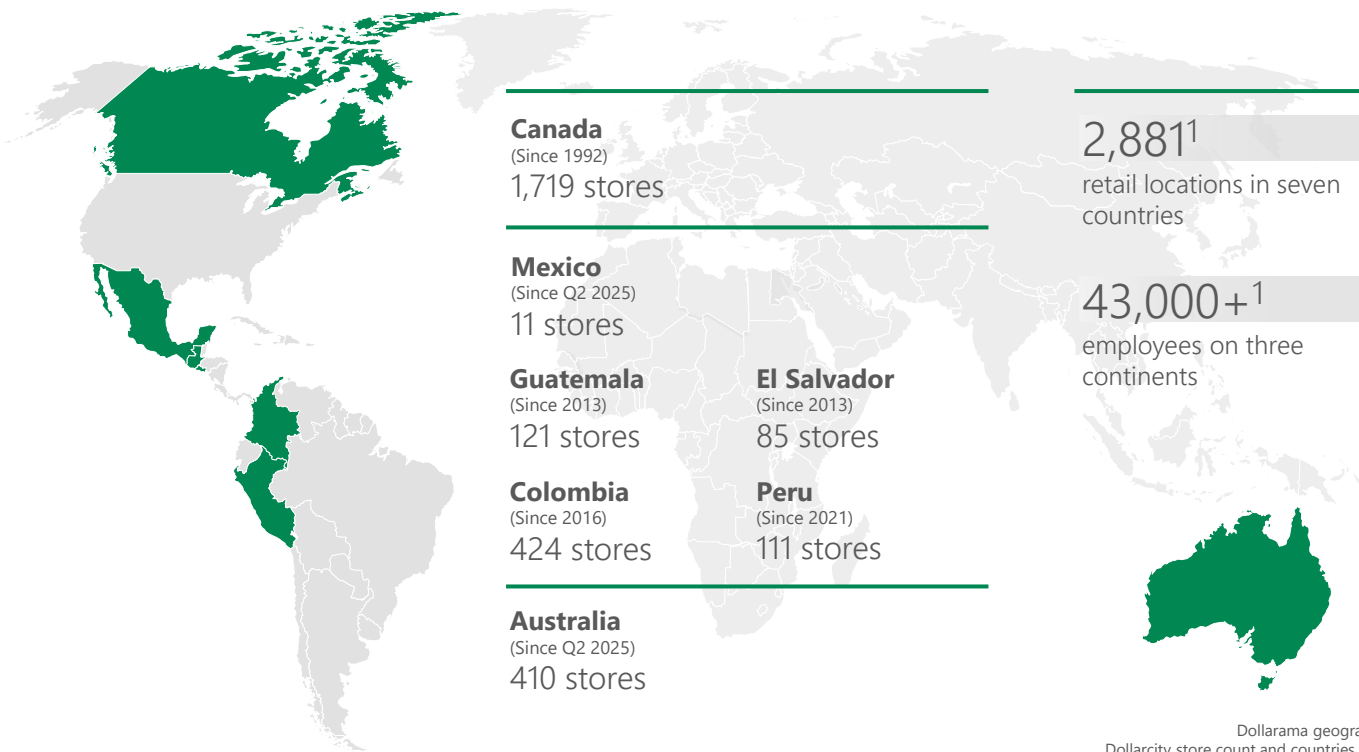 Canada
(Since 1992)
1,719 stores
Mexico
(Since Q2 2025)
11 stores
Guatemala
(Since 2013)
121 stores
El Salvador
(Since 2013)
85 stores
Colombia
(Since 2016)
424 stores
Peru
(Since 2021)
111 stores
Australia
(Since Q2 2025)
410 stores
2,881¹
retail locations in seven
countries
43,000+¹
employees on three
continents
Dollarama
Dollarcity store count and countries